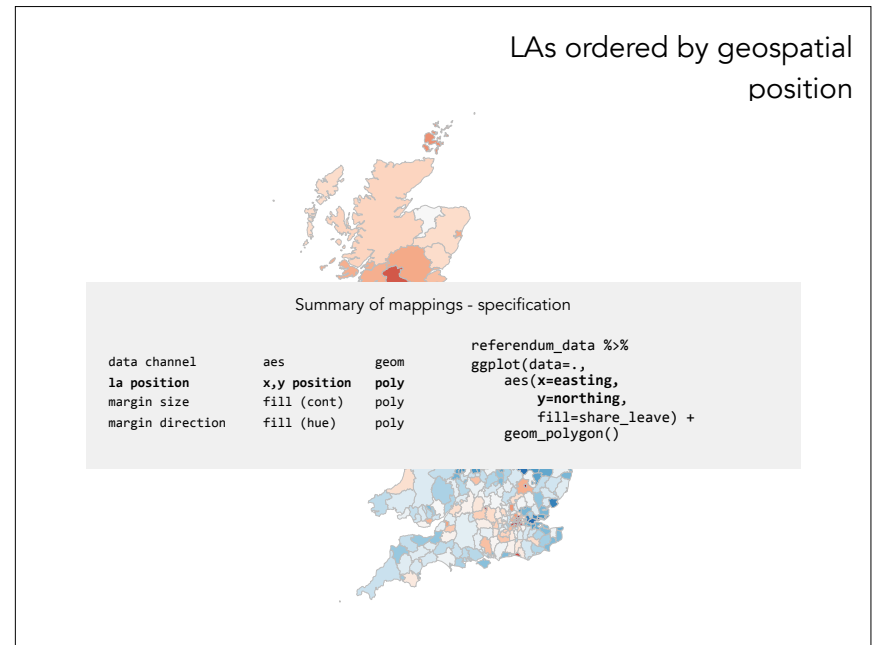 LAs ordered by geospatial
position
Summary of mappings - specification
data channel aes geom
la position x,y position poly
margin size fill (cont) poly
margin direction fill (hue) poly
referendum_data %>%
ggplot(data=.,
aes(x=easting,
y=northing,
fill=share_leave) +
geom_polygon()